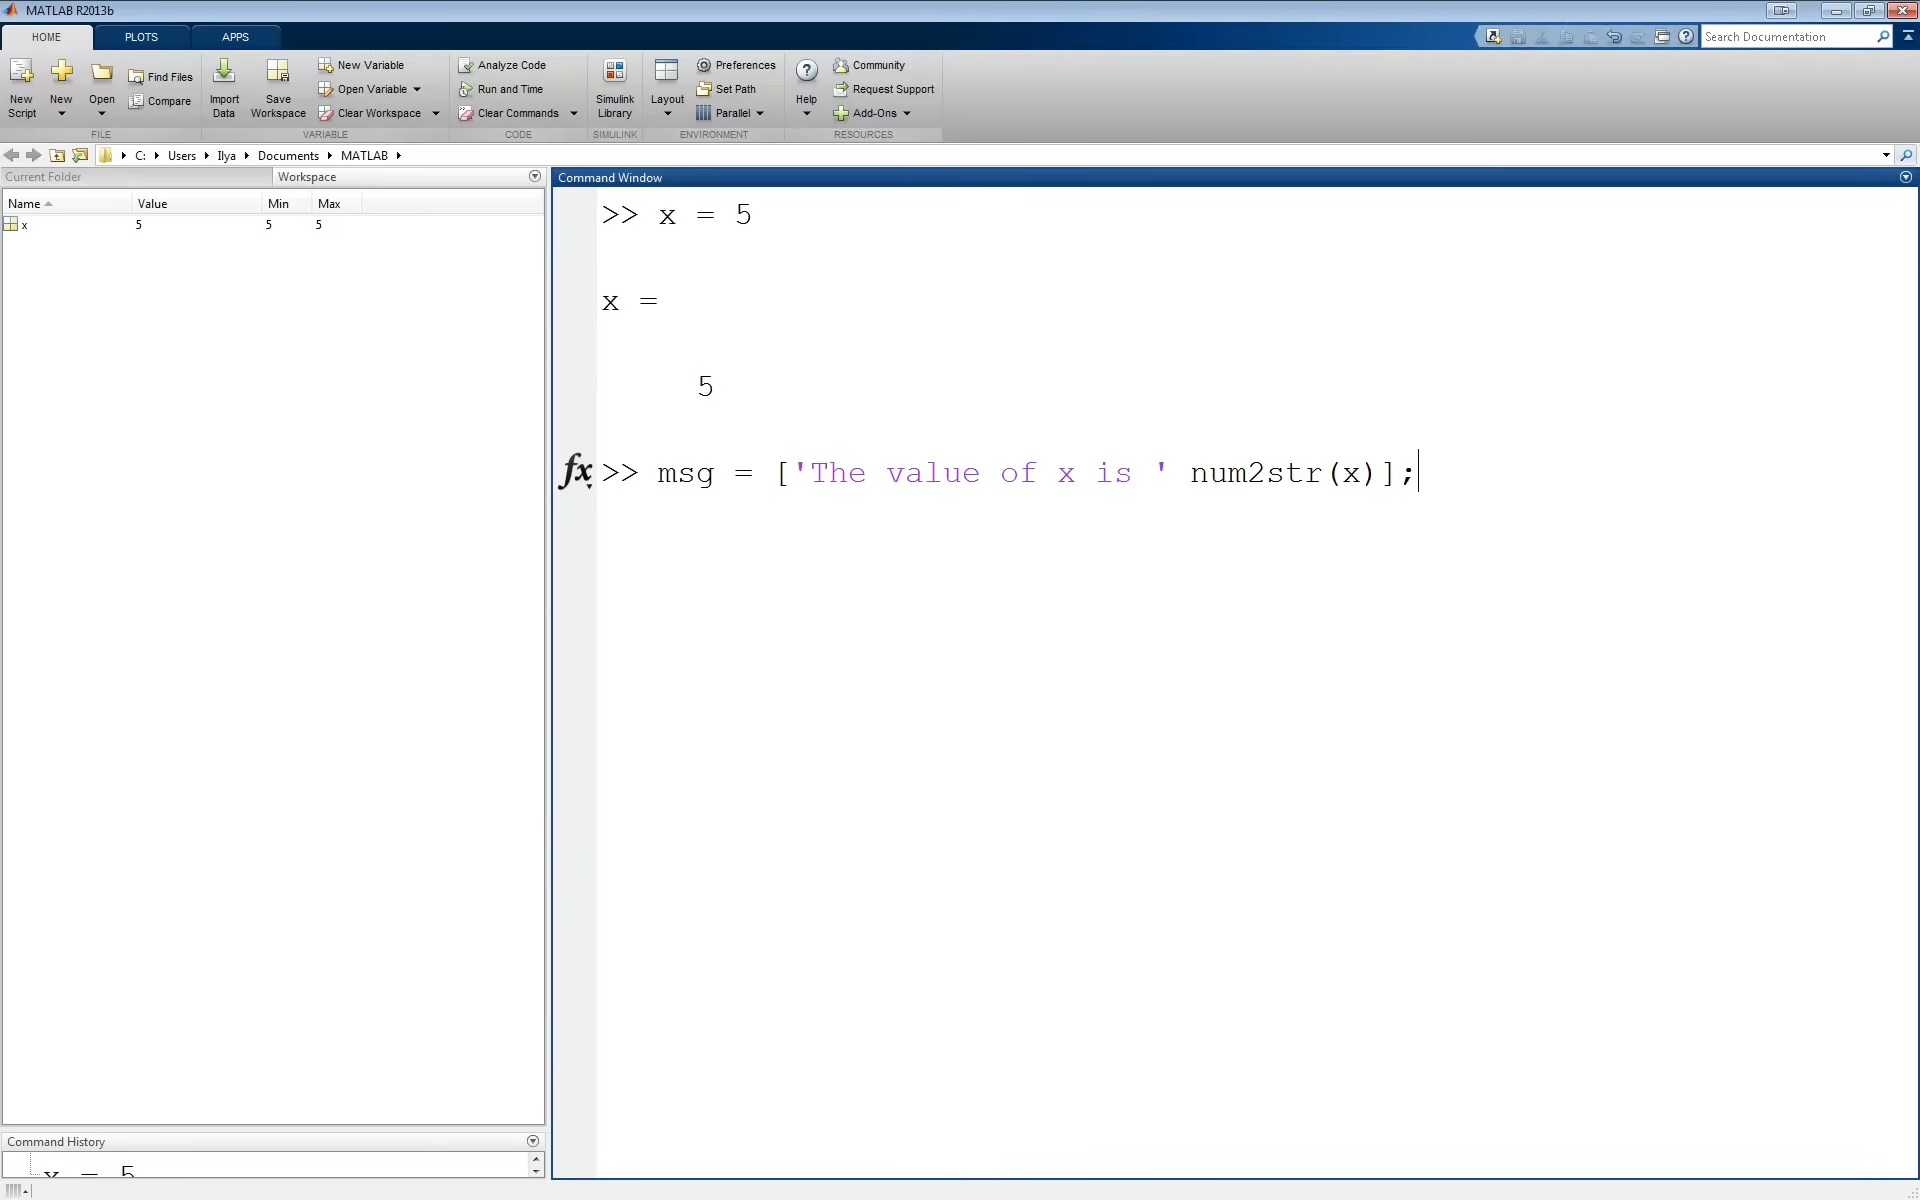 MATLAB R2013b
HOME PLOTS APPS
Search Documentation
New Script
New
Open
Find Files
Compare
Import Data
Save Workspace
New Variable
Open Variable
Clear Workspace
Analyze Code
Run and Time
Clear Commands
Simulink Library
Layout
Preferences
Set Path
Parallel
Help
Community
Request Support
Add-Ons
FILE VARIABLE CODE SIMULINK ENVIRONMENT RESOURCES
C: Users Ilya Documents MATLAB
Current Folder Workspace
Name Value Min Max
x 5 5 5
Command Window
>> x = 5
x =
5
fx >> msg = ['The value of x is ' num2str(x)];
Command History
x = 5